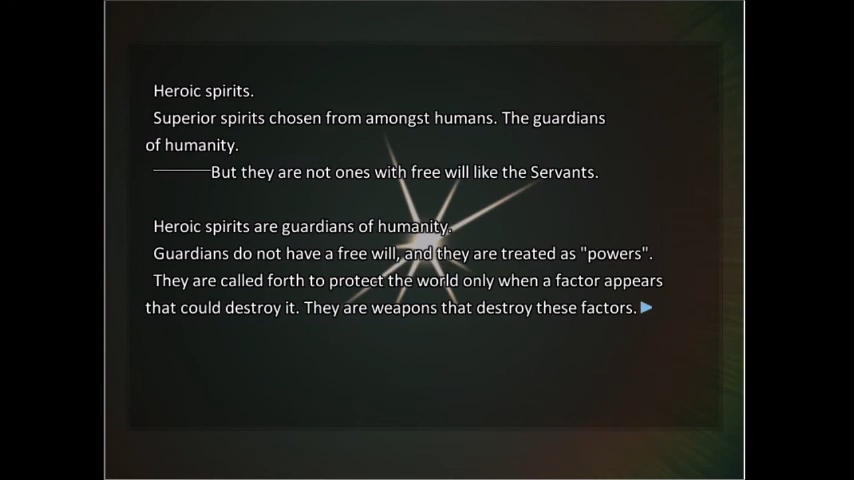 Heroic spirits.
Superior spirits chosen from amongst humans. The guardians
of humanity.
———But they are not ones with free will like the Servants.
Heroic spirits are guardians of humanity.
Guardians do not have a free will, and they are treated as "powers".
They are called forth to protect the world only when a factor appears
that could destroy it. They are weapons that destroy these factors.